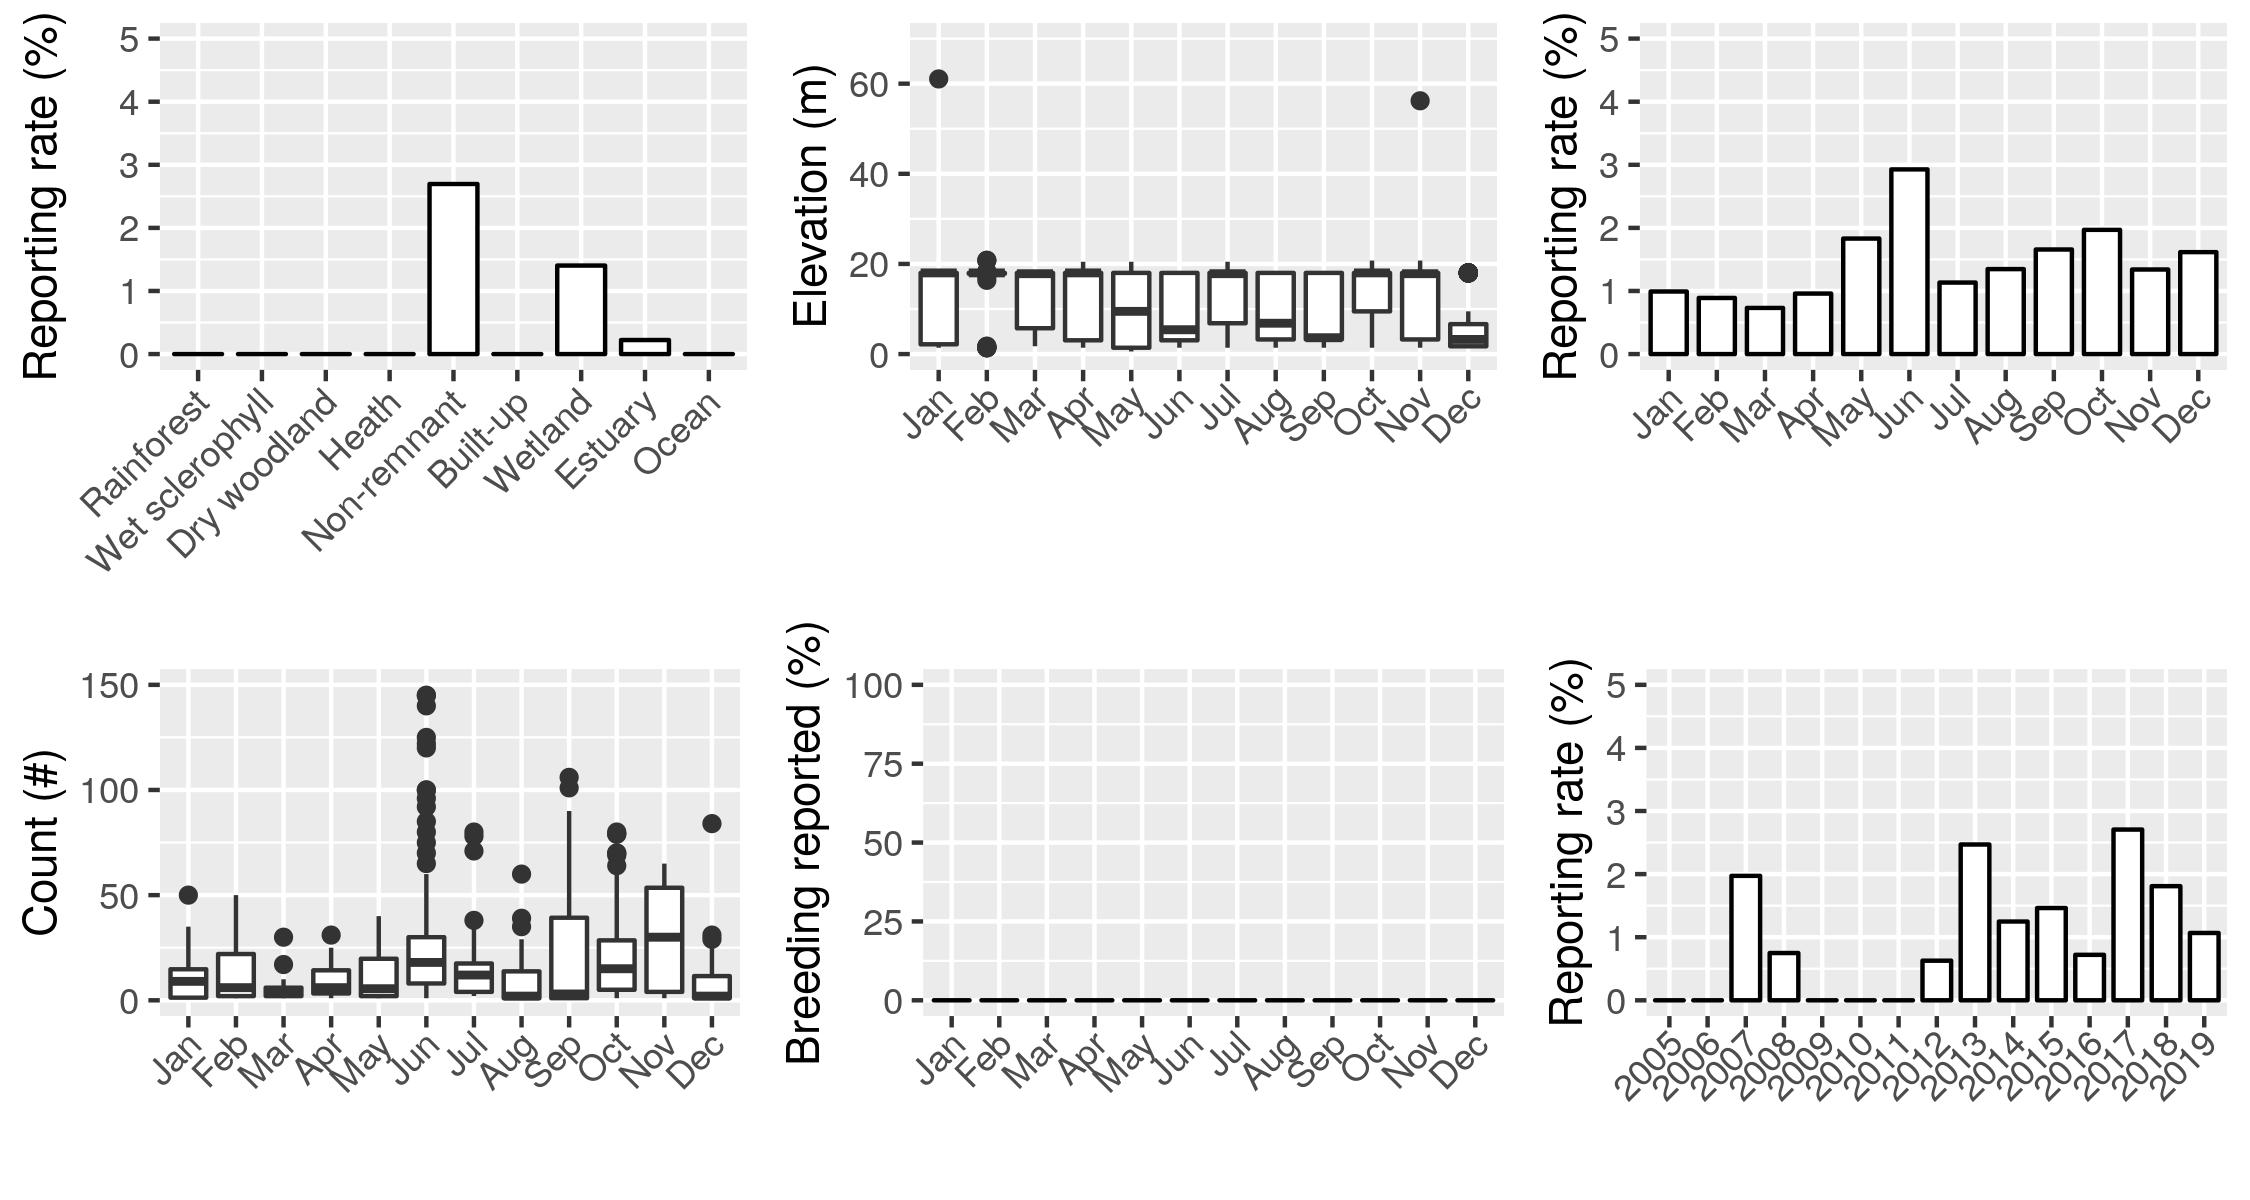 Reporting rate (%)
5
4
3
2
1
0
Rainforest
Wet sclerophyll
Dry woodland
Heath
Non-remnant
Built-up
Wetland
Estuary
Ocean
Elevation (m)
60
40
20
0
Jan
Feb
Mar
Apr
May
Jun
Jul
Aug
Sep
Oct
Nov
Dec
Reporting rate (%)
5
4
3
2
1
0
Jan
Feb
Mar
Apr
May
Jun
Jul
Aug
Sep
Oct
Nov
Dec
Count (#)
150
100
50
0
Jan
Feb
Mar
Apr
May
Jun
Jul
Aug
Sep
Oct
Nov
Dec
Breeding reported (%)
100
75
50
25
0
Jan
Feb
Mar
Apr
May
Jun
Jul
Aug
Sep
Oct
Nov
Dec
Reporting rate (%)
5
4
3
2
1
0
2005
2006
2007
2008
2009
2010
2011
2012
2013
2014
2015
2016
2017
2018
2019